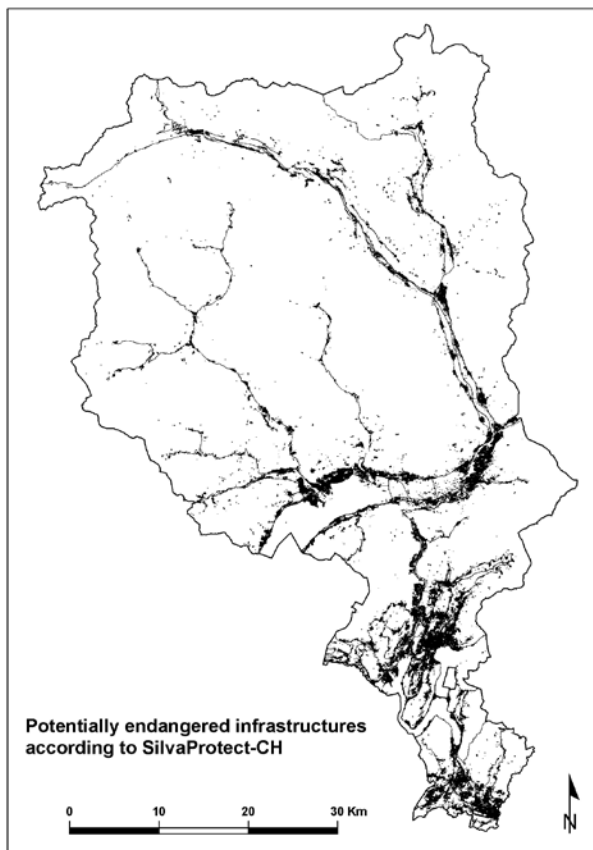 Potentially endangered infrastructures
according to SilvaProtect-CH
0 10 20 30 Km
N